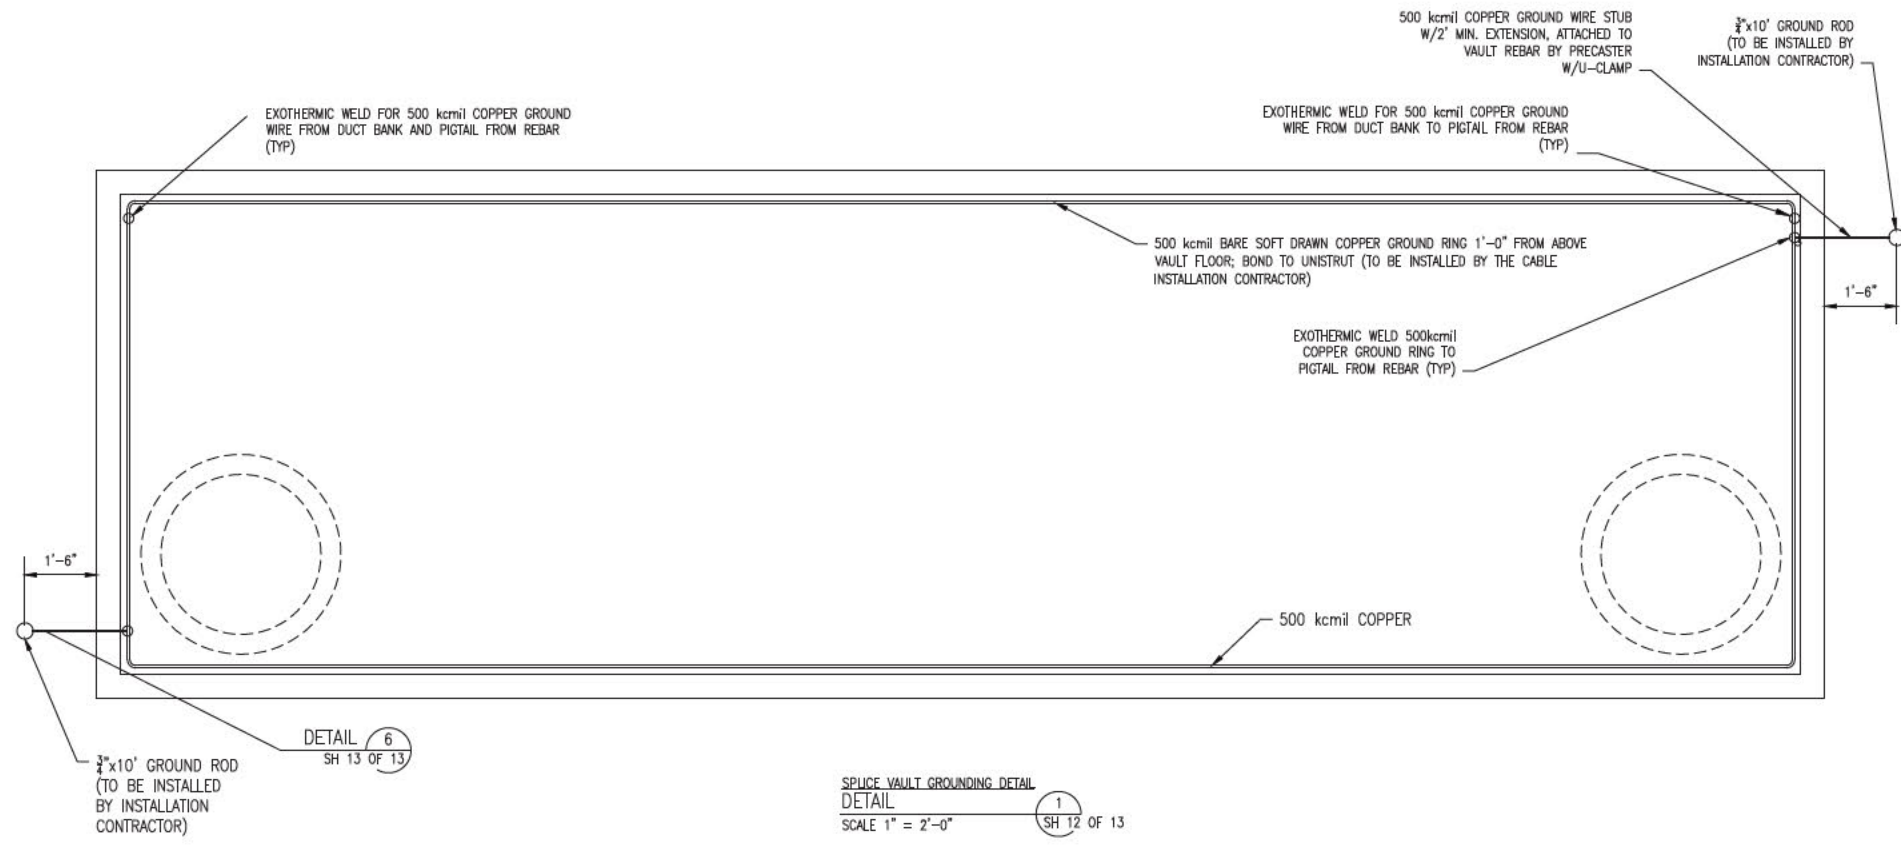 500 kcmil COPPER GROUND WIRE STUB
W/2' MIN. EXTENSION, ATTACHED TO
VAULT REBAR BY PRECASTER
W/U-CLAMP
3/4"x10' GROUND ROD
(TO BE INSTALLED BY
INSTALLATION CONTRACTOR)
EXOTHERMIC WELD FOR 500 kcmil COPPER GROUND
WIRE FROM DUCT BANK AND PIGTAIL FROM REBAR
(TYP)
EXOTHERMIC WELD FOR 500 kcmil COPPER GROUND
WIRE FROM DUCT BANK TO PIGTAIL FROM REBAR
(TYP)
500 kcmil BARE SOFT DRAWN COPPER GROUND RING 1'-0" FROM ABOVE
VAULT FLOOR; BOND TO UNISTRUT (TO BE INSTALLED BY THE CABLE
INSTALLATION CONTRACTOR)
1'-6"
EXOTHERMIC WELD 500kcmil
COPPER GROUND RING TO
PIGTAIL FROM REBAR (TYP)
1'-6"
500 kcmil COPPER
DETAIL 6
SH 13 OF 13
3/4"x10' GROUND ROD
(TO BE INSTALLED
BY INSTALLATION
CONTRACTOR)
SPLICE VAULT GROUNDING DETAIL
DETAIL 1
SCALE 1" = 2'-0" SH 12 OF 13